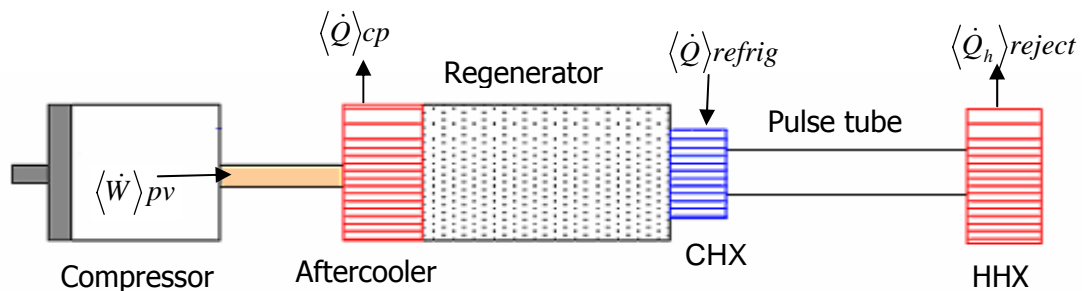 ⟨Q̇⟩cp
⟨Q̇⟩refrig
⟨Q̇ₕ⟩reject
Regenerator
Pulse tube
⟨Ẇ⟩pv
Compressor
Aftercooler
CHX
HHX